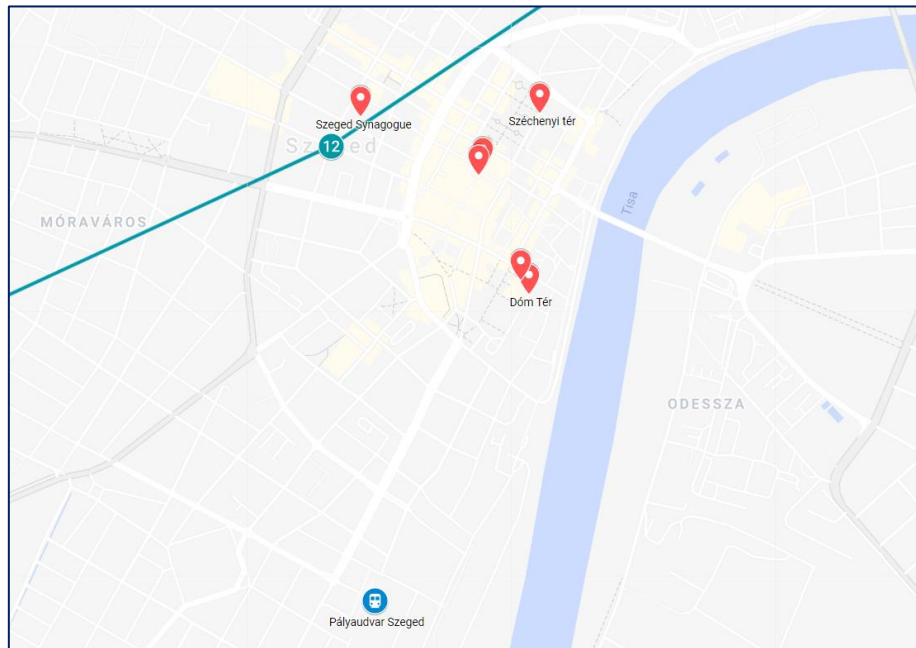 Szeged Synagogue
Széchenyi tér
Szeged
12
Tisa
MÓRAVÁROS
Dóm Tér
ODESSZA
Pályaudvar Szeged